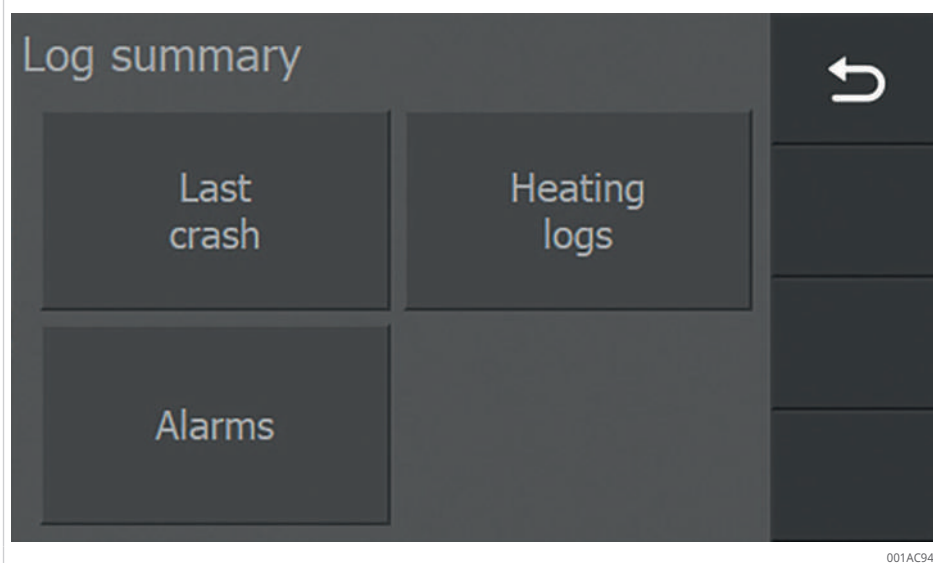 Log summary
Last
crash
Heating
logs
Alarms
001AC94